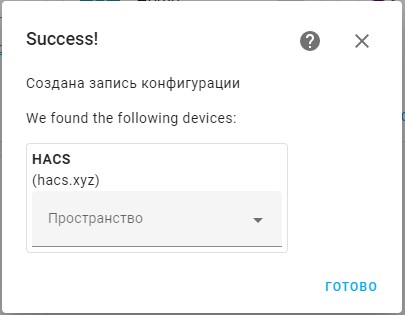 Success!
Создана запись конфигурации
We found the following devices:
HACS
(hacs.xyz)
Пространство
ГОТОВО